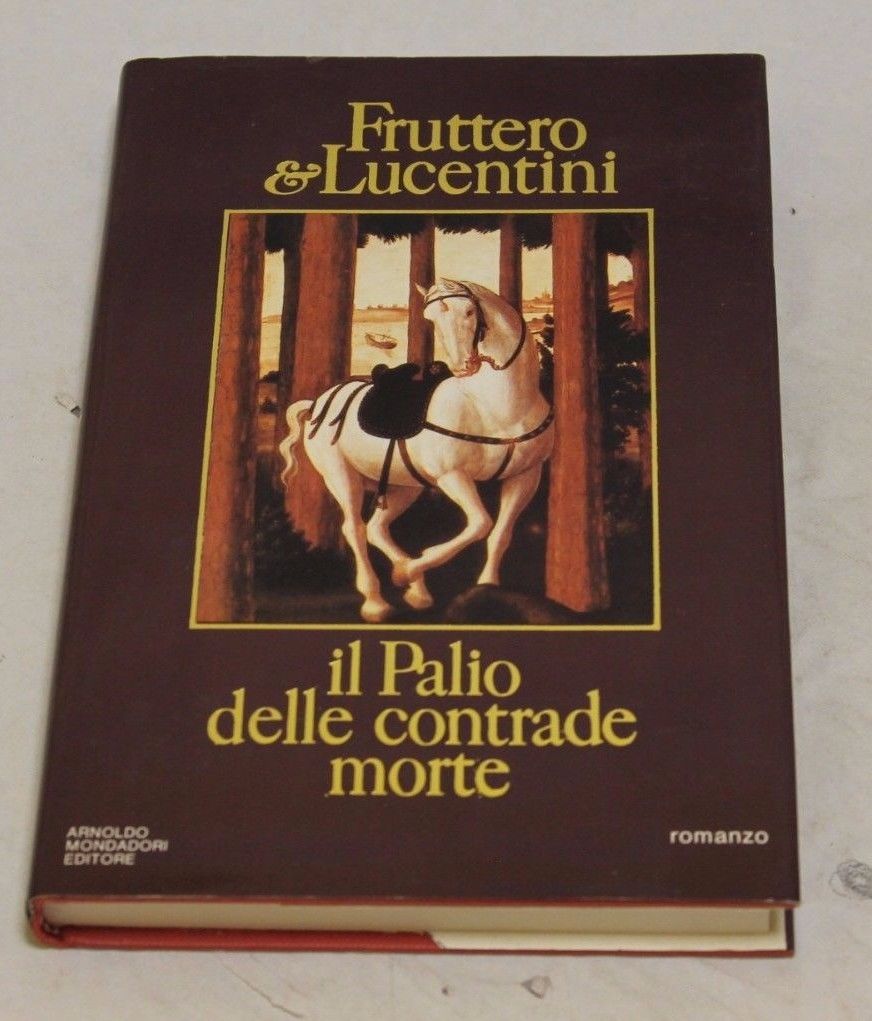 Fruttero
&Lucentini
il Palio
delle contrade
morte
ARNOLDO
MONDADORI
EDITORE
romanzo